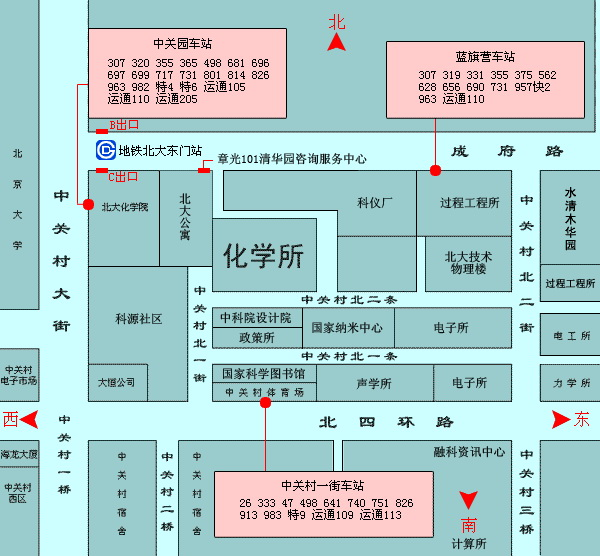 北
中关园车站
307 320 355 365 498 681 696
697 699 717 731 801 814 826
963 982 特4 特6 运通105
运通110 运通205
蓝旗营车站
307 319 331 355 375 562
628 656 690 731 957快2
963 运通110
B出口
地铁北大东门站
C出口
章光101清华园咨询服务中心
成府路
北京大学
中关村大街
北大化学院
北大公寓
科仪厂
过程工程所
中关村北二街
水清木华园
化学所
北大技术
物理楼
过程工程所
中关村北二条
科源社区
中关村北一街
中科院设计院
政策所
国家纳米中心
电子所
电工所
中关村北一条
中关村
电子市场
大恒公司
国家科学图书馆
中关村体育场
声学所
电子所
力学所
西
北四环路
东
中关村一桥
海龙大厦
中关村
西区
中关村宿舍
中关村二桥
中关村宿舍
融科资讯中心
中关村三桥
中关村一街车站
26 333 47 498 641 740 751 826
913 983 特9 运通109 运通113
南
计算所